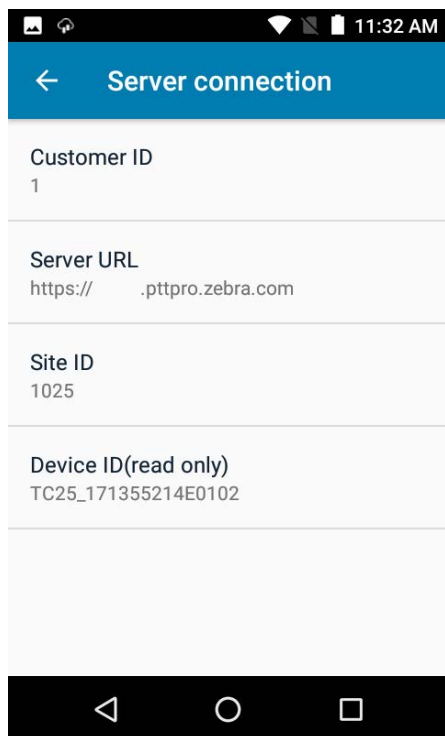 11:32 AM
Server connection
Customer ID
1
Server URL
https:// .pttpro.zebra.com
Site ID
1025
Device ID(read only)
TC25_171355214E0102